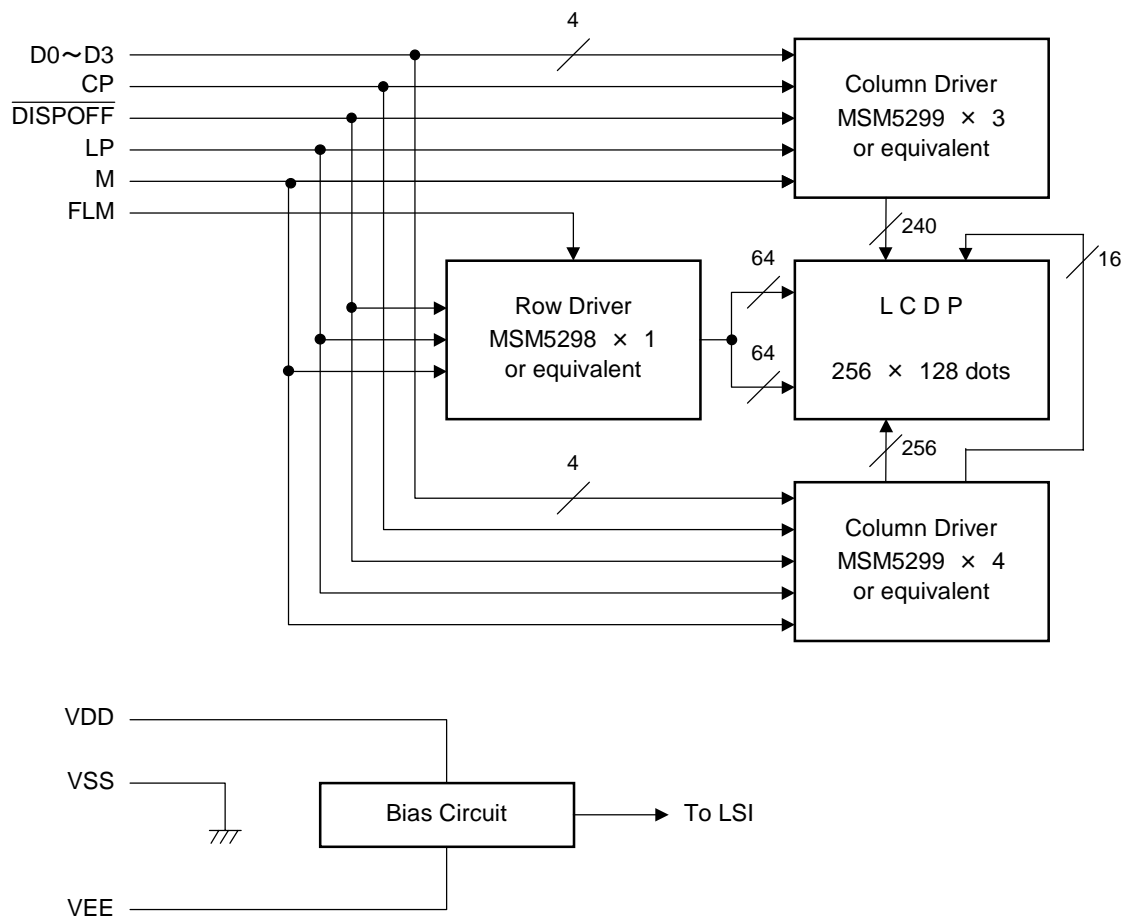 4
D0～D3
CP
DISPOFF
LP
M
FLM
Column Driver
MSM5299 × 3
or equivalent
240
16
64
64
Row Driver
MSM5298 × 1
or equivalent
L C D P
256 × 128 dots
256
4
Column Driver
MSM5299 × 4
or equivalent
VDD
VSS
Bias Circuit
To LSI
VEE